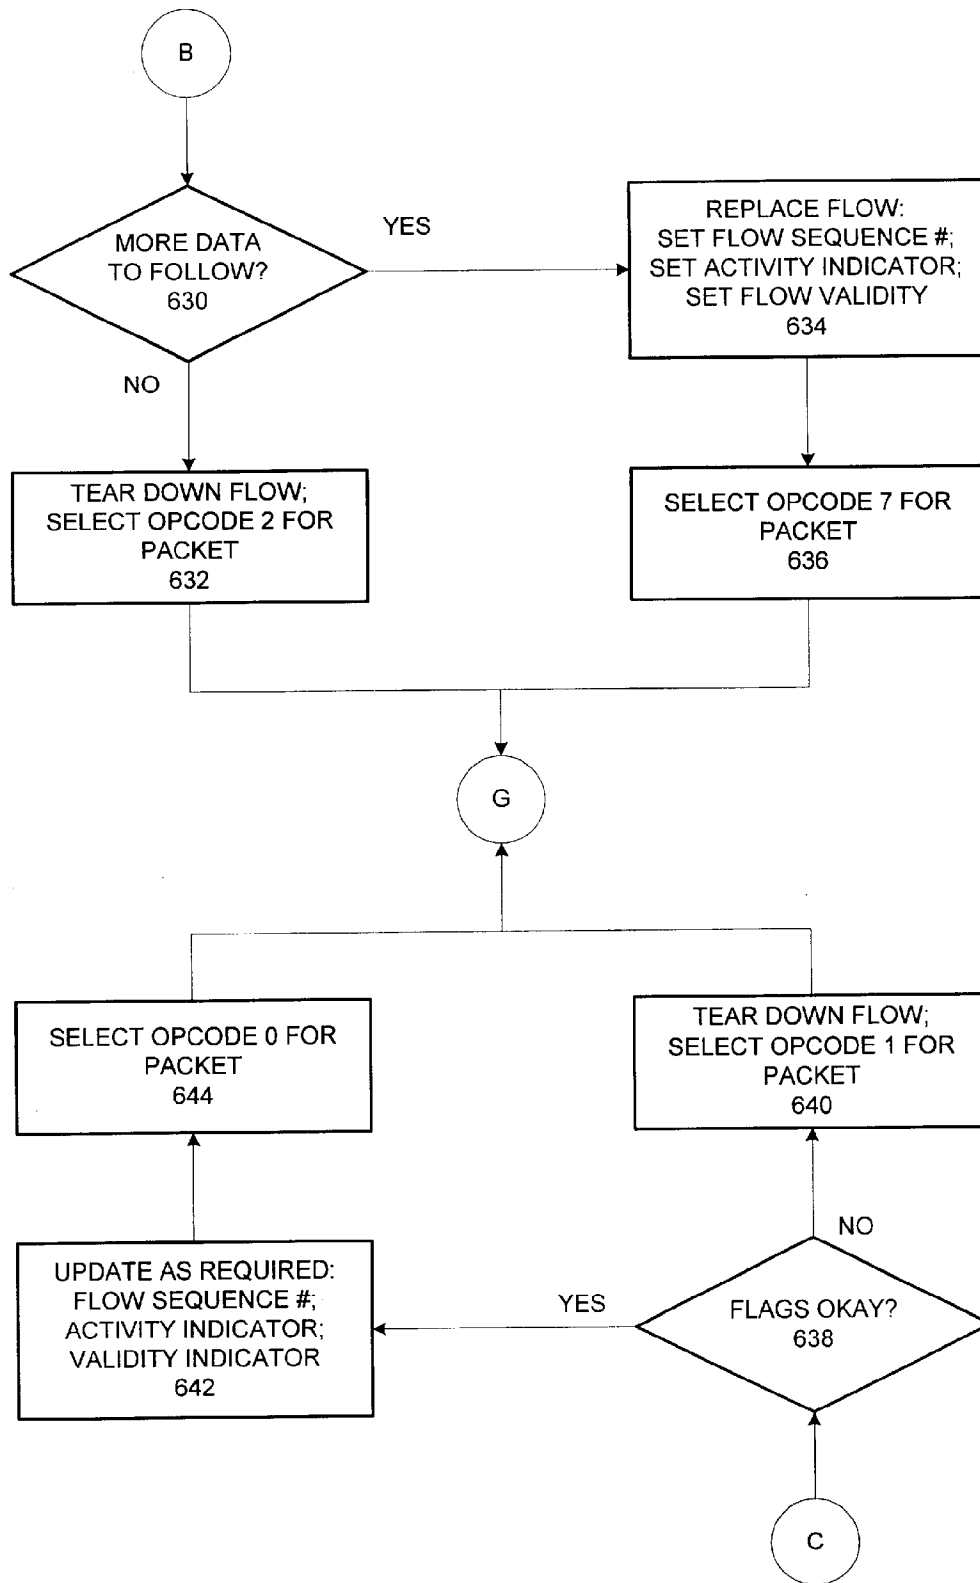 B
MORE DATA
TO FOLLOW?
630
YES
NO
REPLACE FLOW:
SET FLOW SEQUENCE #;
SET ACTIVITY INDICATOR;
SET FLOW VALIDITY
634
TEAR DOWN FLOW;
SELECT OPCODE 2 FOR
PACKET
632
SELECT OPCODE 7 FOR
PACKET
636
G
SELECT OPCODE 0 FOR
PACKET
644
TEAR DOWN FLOW;
SELECT OPCODE 1 FOR
PACKET
640
NO
UPDATE AS REQUIRED:
FLOW SEQUENCE #;
ACTIVITY INDICATOR;
VALIDITY INDICATOR
642
YES
FLAGS OKAY?
638
C